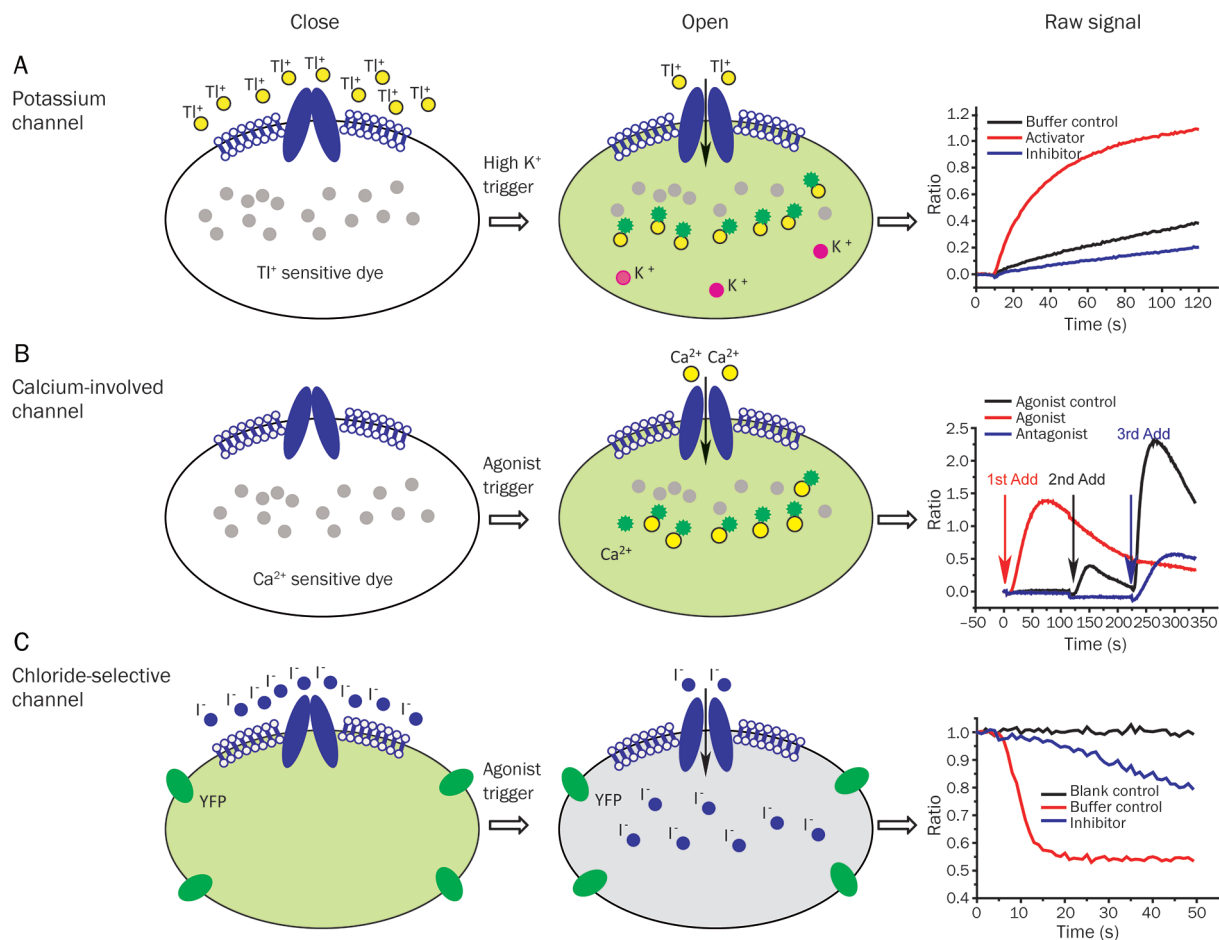 Close
Open
Raw signal
A
Potassium
channel
Tl⁺
Tl⁺
Tl⁺
Tl⁺
Tl⁺
Tl⁺
Tl⁺
Tl⁺
Tl⁺
Tl⁺ sensitive dye
High K⁺
trigger
Tl⁺
Tl⁺
K⁺
K⁺
K⁺
Buffer control
Activator
Inhibitor
Ratio
1.2
1.0
0.8
0.6
0.4
0.2
0.0
0 20 40 60 80 100 120
Time (s)
B
Calcium-involved
channel
Ca²⁺ sensitive dye
Agonist
trigger
Ca²⁺ Ca²⁺
Ca²⁺
Agonist control
Agonist
Antagonist
3rd Add
1st Add
2nd Add
Ratio
2.5
2.0
1.5
1.0
0.5
0.0
−50 0 50 100 150 200 250 300 350
Time (s)
C
Chloride-selective
channel
I⁻
I⁻
I⁻
I⁻
I⁻
I⁻
I⁻
I⁻
I⁻
YFP
Agonist
trigger
I⁻
I⁻
YFP
I⁻
I⁻
I⁻
I⁻
I⁻
I⁻
I⁻
Blank control
Buffer control
Inhibitor
Ratio
1.0
0.9
0.8
0.7
0.6
0.5
0.4
0 10 20 30 40 50
Time (s)